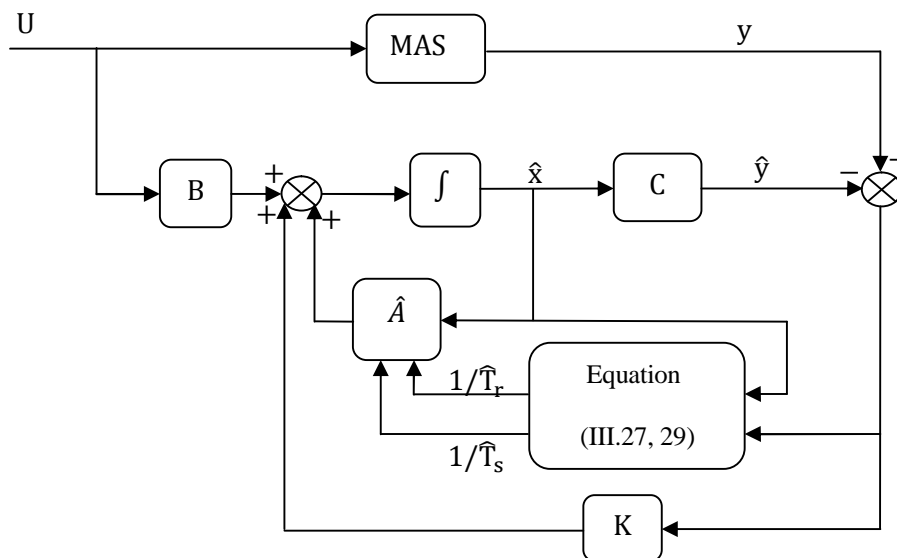 U
MAS
y
B
+
+
+
∫
x̂
C
ŷ
−
−
Â
1/T̂r
1/T̂s
Equation
(III.27, 29)
K